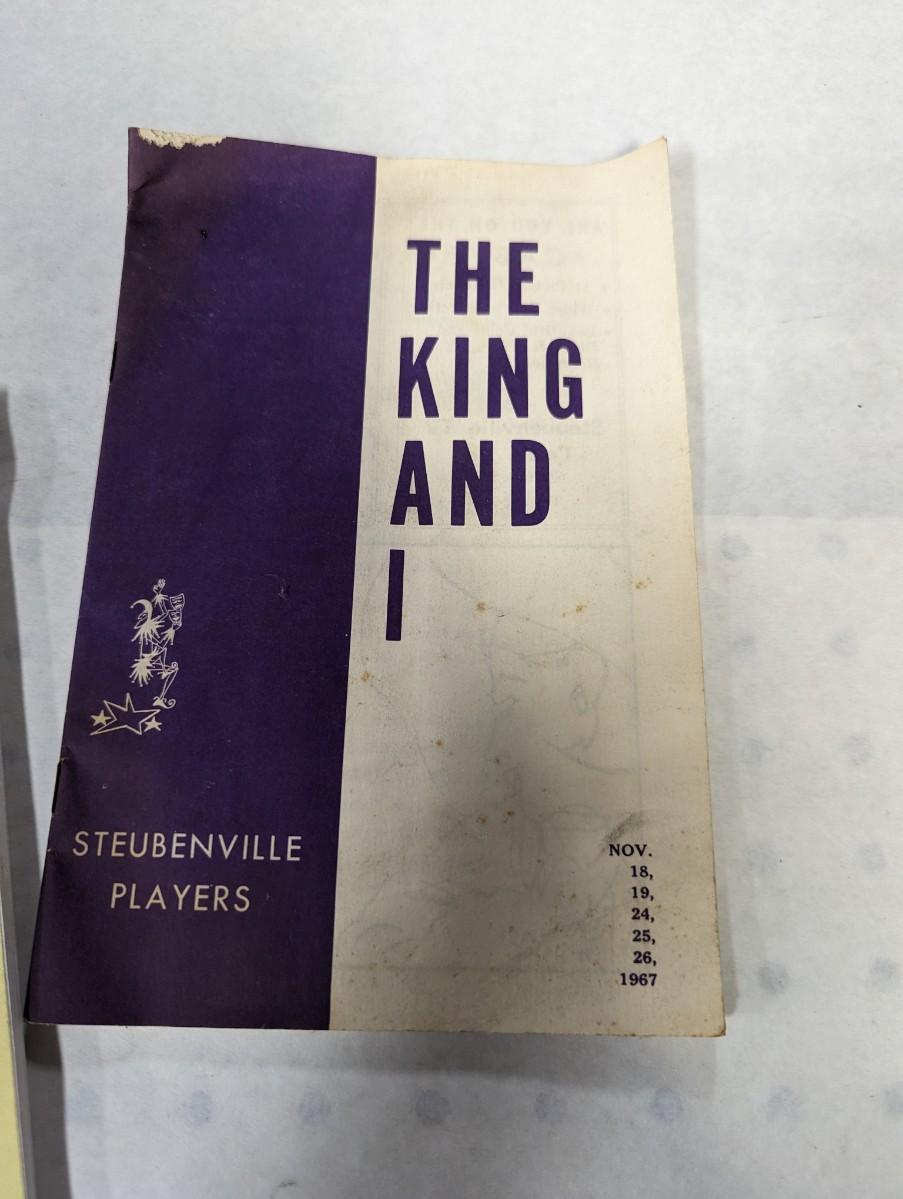 THE
KING
AND
I
STEUBENVILLE
PLAYERS
NOV.
18,
19,
24,
25,
26,
1967